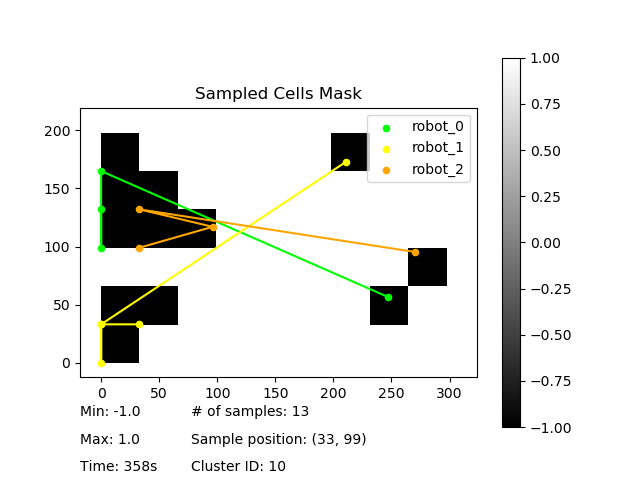 Sampled Cells Mask
robot_0
robot_1
robot_2
200
150
100
50
0
0 50 100 150 200 250 300
1.00
0.75
0.50
0.25
0.00
−0.25
−0.50
−0.75
−1.00
Min: -1.0 # of samples: 13
Max: 1.0 Sample position: (33, 99)
Time: 358s Cluster ID: 10